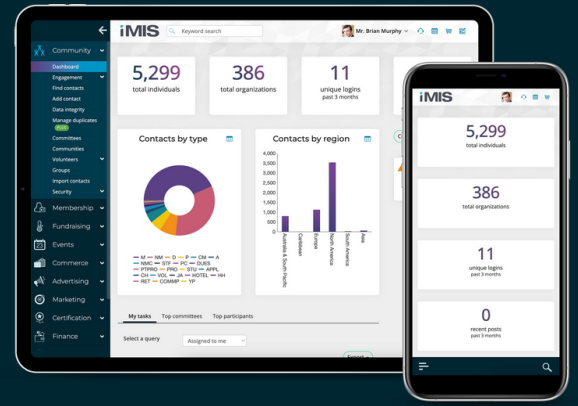 iMIS
Keyword search
Mr. Brian Murphy
Community
Dashboard
Engagement
Find contacts
Add contact
Data integrity
Manage duplicates
PLUS
Committees
Communities
Volunteers
Groups
Import contacts
Security
Membership
Fundraising
Events
Commerce
Advertising
Marketing
Certification
Finance
5,299
total individuals
386
total organizations
11
unique logins
past 3 months
Contacts by type
M NM D P CM A
NMC STF PC DUES
PTPRO PRO STU APPL
CH VOL JA HOTEL HH
RET COMMP YP
Contacts by region
4,000
3,500
3,000
2,500
2,000
1,500
1,000
500
0
Australia & South Pacific
Caribbean
Europe
North America
South America
Asia
My tasks Top committees Top participants
Select a query
Assigned to me
iMIS
5,299
total individuals
386
total organizations
11
unique logins
past 3 months
0
recent posts
past 3 months